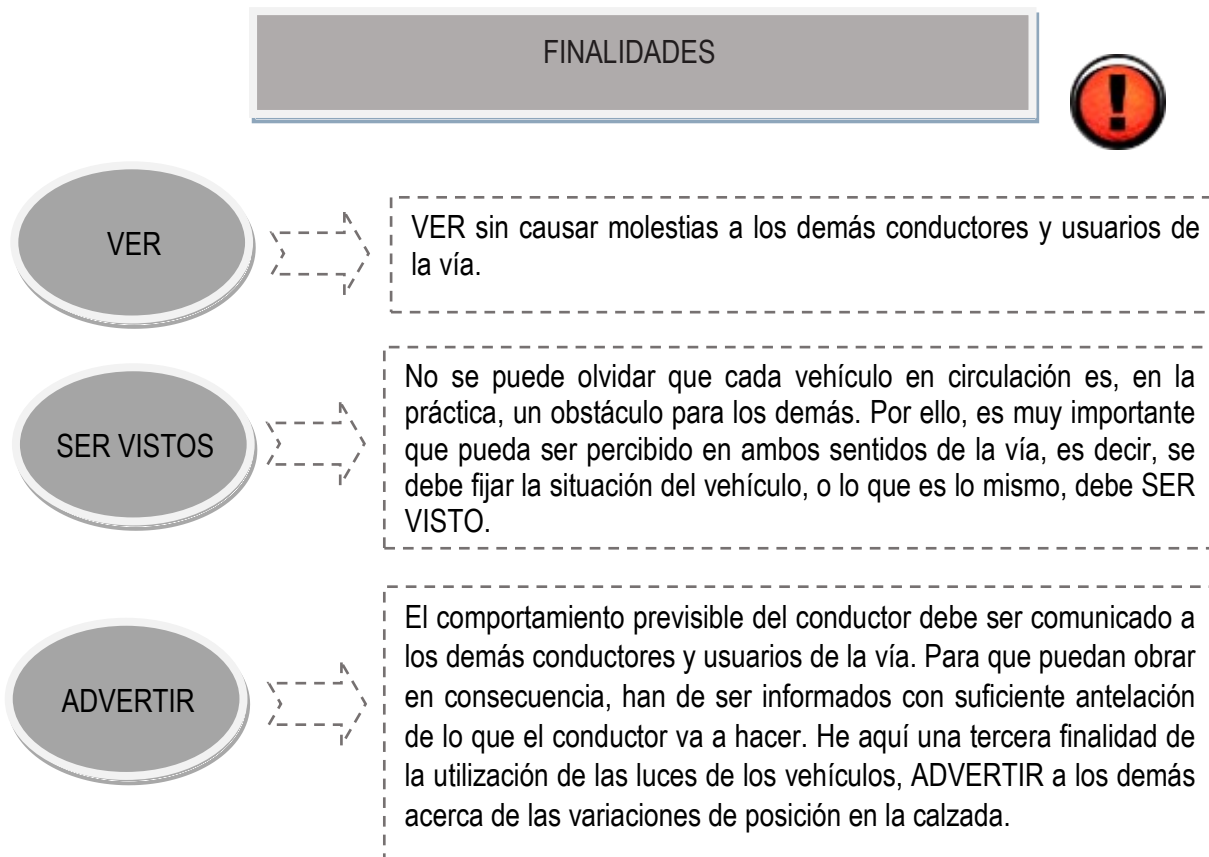 FINALIDADES
VER
VER sin causar molestias a los demás conductores y usuarios de
la vía.
SER VISTOS
No se puede olvidar que cada vehículo en circulación es, en la
práctica, un obstáculo para los demás. Por ello, es muy importante
que pueda ser percibido en ambos sentidos de la vía, es decir, se
debe fijar la situación del vehículo, o lo que es lo mismo, debe SER
VISTO.
ADVERTIR
El comportamiento previsible del conductor debe ser comunicado a
los demás conductores y usuarios de la vía. Para que puedan obrar
en consecuencia, han de ser informados con suficiente antelación
de lo que el conductor va a hacer. He aquí una tercera finalidad de
la utilización de las luces de los vehículos, ADVERTIR a los demás
acerca de las variaciones de posición en la calzada.